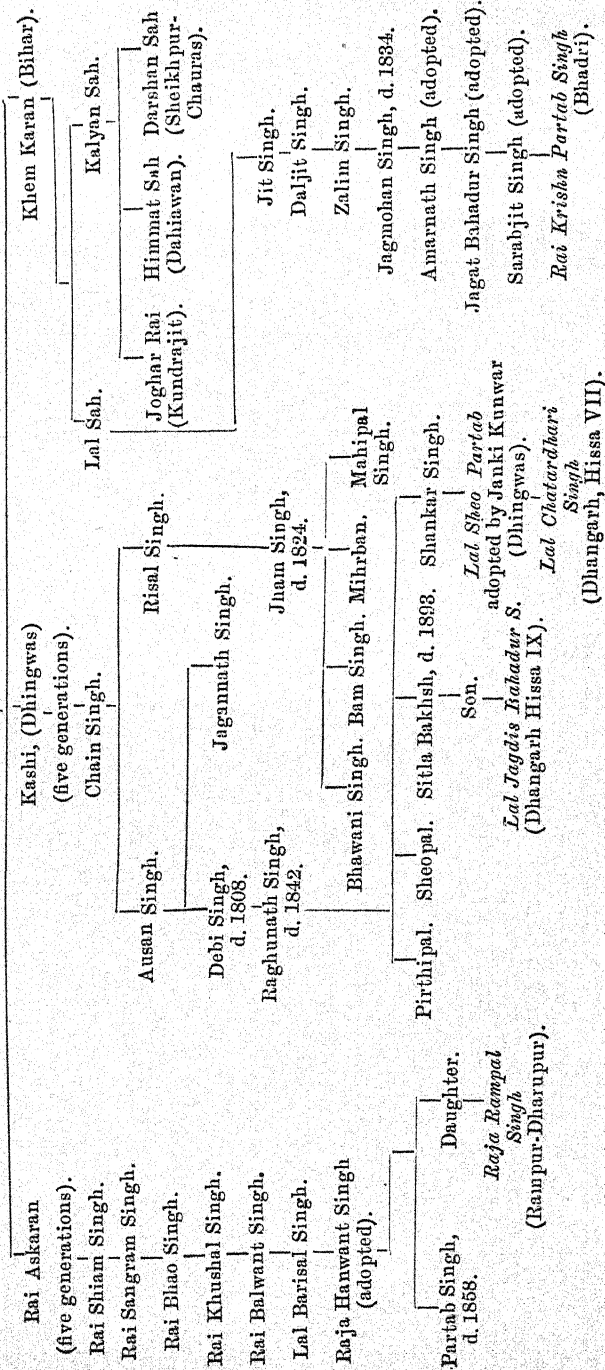 Rai Askaran
(five generations).
Rai Shiam Singh.
Rai Sangram Singh.
Rai Bhao Singh.
Rai Khushal Singh.
Rai Balwant Singh.
Lal Barisal Singh.
Raja Hanwant Singh
(adopted).
Partab Singh,
d. 1858.
Daughter.
Raja Rampal
Singh
(Rampur-Dharupur).
Kashi, (Dhingwas)
(five generations).
Chain Singh.
Ausan Singh.
Risal Singh.
Debi Singh,
d. 1808.
Jagannath Singh.
Raghunath Singh,
d. 1842.
Jham Singh,
d. 1824.
Bhawani Singh. Bam Singh. Mihrban. Mahipal
Singh.
Pirthipal. Sheopal. Sitla Bakhsh, d. 1893. Shankar Singh.
Son.
Lal Jagdis Bahadur S.
(Dhangarh Hissa IX).
Lal Sheo Partab
adopted by Janki Kunwar
(Dhingwas).
Lal Chatardhari
Singh
(Dhangarh, Hissa VII).
Khem Karan (Bihar).
Lal Sah.
Kalyan Sah.
Joghar Rai
(Kundrajit).
Himmat Sah
(Dahiawan).
Darshan Sah
(Sheikhpur-
Chauras).
Jit Singh.
Daljit Singh.
Zalim Singh.
Jagmohan Singh, d. 1834.
Amarnath Singh (adopted).
Jagat Bahadur Singh (adopted).
Sarabjit Singh (adopted).
Rai Krishn Partab Singh
(Bhadri).